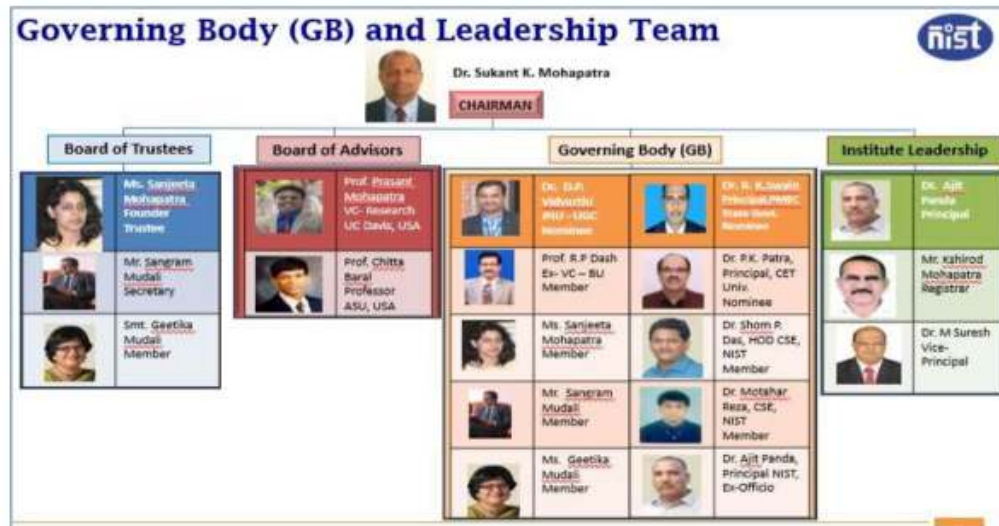 Governing Body (GB) and Leadership Team
nist
Dr. Sukant K. Mohapatra
CHAIRMAN
Board of Trustees
Ms. Sanjeeta
Mohapatra
Founder
Trustee
Mr. Sangram
Mudali
Secretary
Smt. Geetika
Mudali
Member
Board of Advisors
Prof. Prasant
Mohapatra
VC- Research
UC Davis, USA
Prof. Chitta
Baral
Professor
ASU, USA
Governing Body (GB)
Dr. D.P.
Vidyarthi
JNU - UGC
Nominee
Dr. R. K.Swain
Principal,PMEC
State Govt.
Nominee
Prof. R.P Dash
Ex- VC – BU
Member
Dr. P.K. Patra,
Principal, CET
Univ.
Nominee
Ms. Sanjeeta
Mohapatra
Member
Dr. Shom P.
Das, HOD CSE,
NIST
Member
Mr. Sangram
Mudali
Member
Dr. Motahar
Reza, CSE,
NIST
Member
Ms. Geetika
Mudali
Member
Dr. Ajit Panda,
Principal NIST,
Ex-Officio
Institute Leadership
Dr. Ajit
Panda
Principal
Mr. Kshirod
Mohapatra
Registrar
Dr. M Suresh
Vice-
Principal